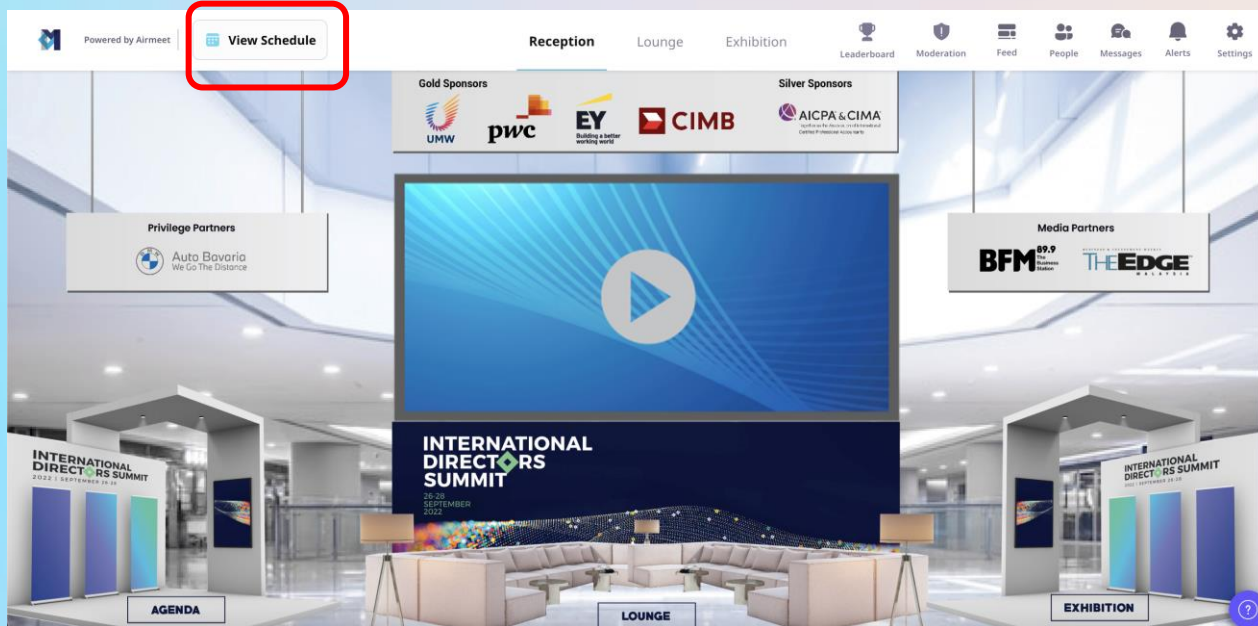 Powered by Airmeet
View Schedule
Reception
Lounge
Exhibition
Leaderboard
Moderation
Feed
People
Messages
Alerts
Settings
Gold Sponsors
Silver Sponsors
UMW
pwc
EY
Building a better
working world
CIMB
AICPA & CIMA
Privilege Partners
Auto Bavaria
We Go The Distance
Media Partners
BFM 89.9
The
Business
Station
THE EDGE
MALAYSIA
INTERNATIONAL
DIRECTORS
SUMMIT
26-28
SEPTEMBER
2022
INTERNATIONAL
DIRECTORS SUMMIT
2022 | SEPTEMBER 26-28
INTERNATIONAL
DIRECTORS SUMMIT
2022 | SEPTEMBER 26-28
AGENDA
LOUNGE
EXHIBITION
?